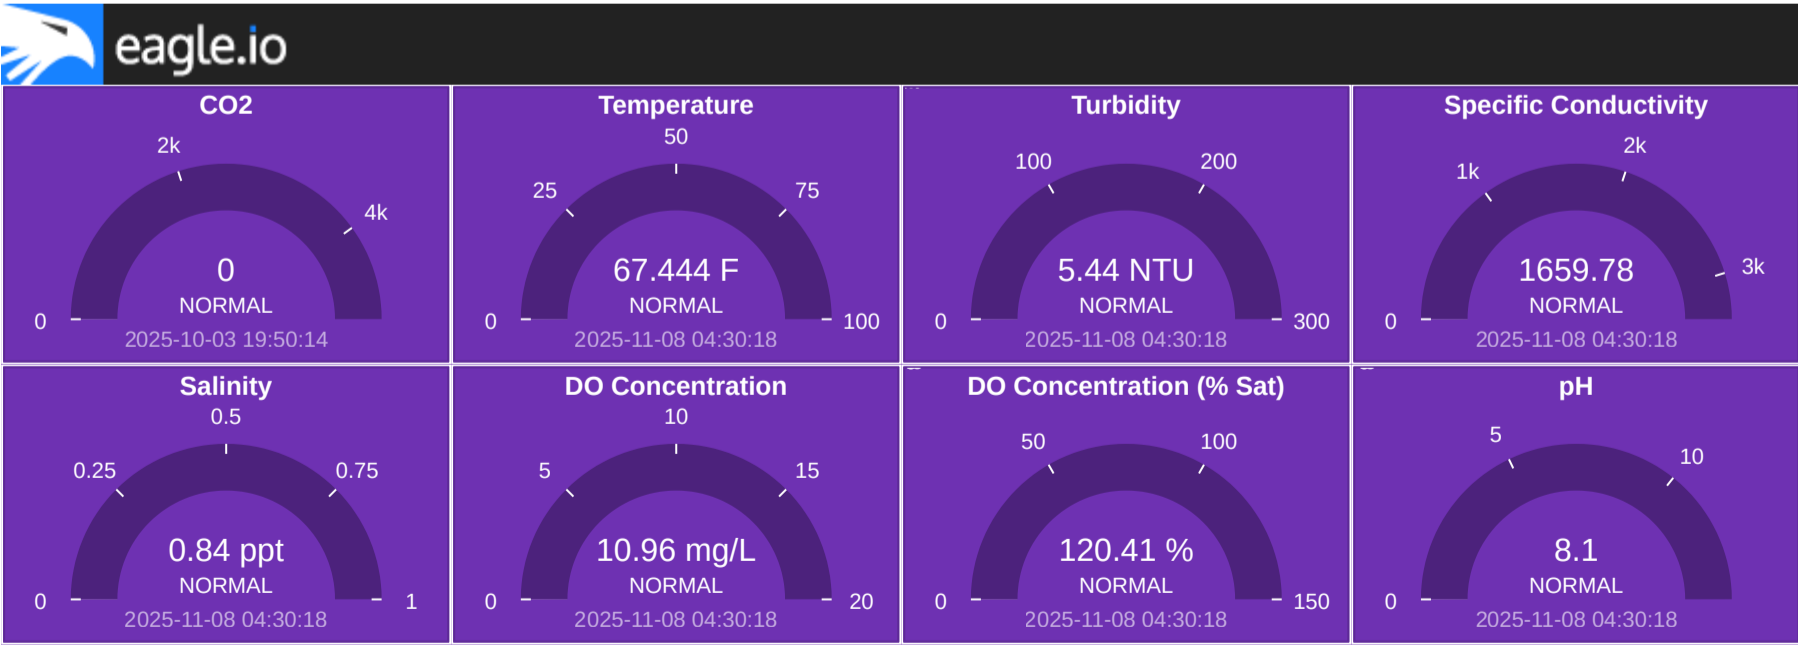 eagle.io
CO2
2k
4k
0
0
NORMAL
2025-10-03 19:50:14
Temperature
50
25
75
67.444 F
NORMAL
0
100
2025-11-08 04:30:18
Turbidity
100
200
5.44 NTU
NORMAL
0
300
2025-11-08 04:30:18
Specific Conductivity
2k
1k
3k
1659.78
NORMAL
0
2025-11-08 04:30:18
Salinity
0.5
0.25
0.75
0.84 ppt
NORMAL
0
1
2025-11-08 04:30:18
DO Concentration
10
5
15
10.96 mg/L
NORMAL
0
20
2025-11-08 04:30:18
DO Concentration (% Sat)
50
100
120.41 %
NORMAL
0
150
2025-11-08 04:30:18
pH
5
10
8.1
NORMAL
0
2025-11-08 04:30:18